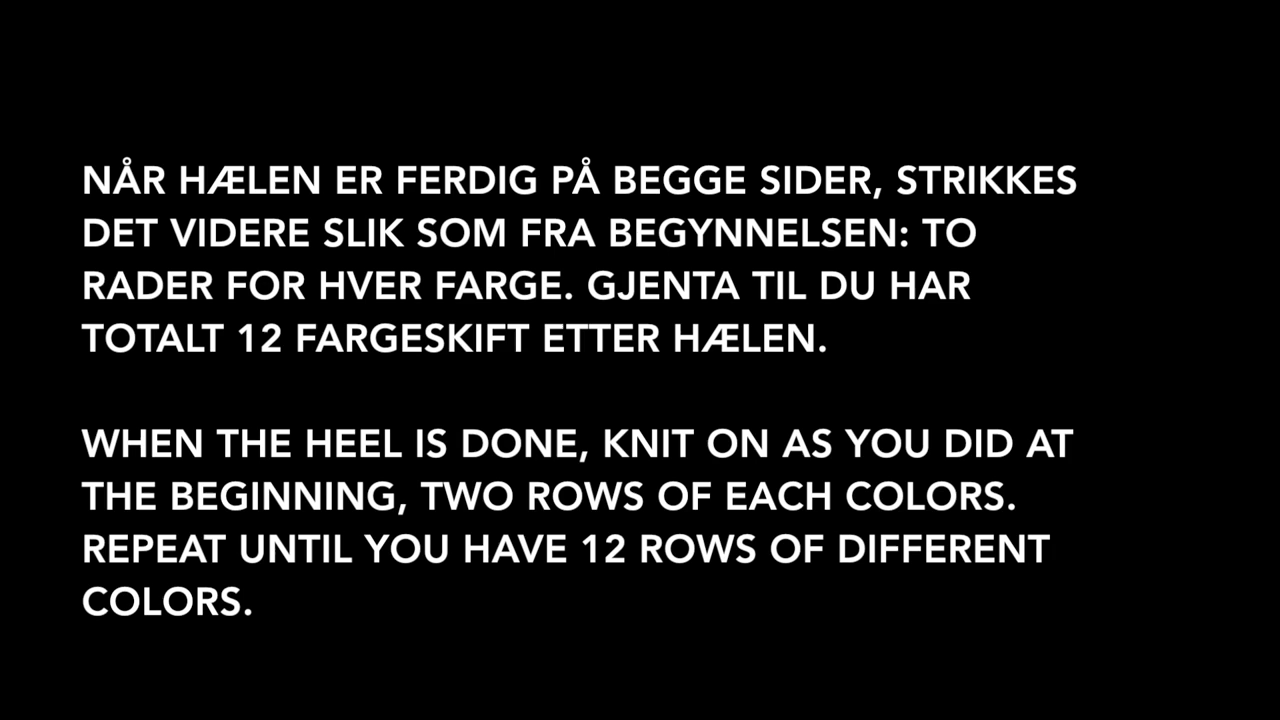 NÅR HÆLEN ER FERDIG PÅ BEGGE SIDER, STRIKKES
DET VIDERE SLIK SOM FRA BEGYNNELSEN: TO
RADER FOR HVER FARGE. GJENTA TIL DU HAR
TOTALT 12 FARGESKIFT ETTER HÆLEN.
WHEN THE HEEL IS DONE, KNIT ON AS YOU DID AT
THE BEGINNING, TWO ROWS OF EACH COLORS.
REPEAT UNTIL YOU HAVE 12 ROWS OF DIFFERENT
COLORS.